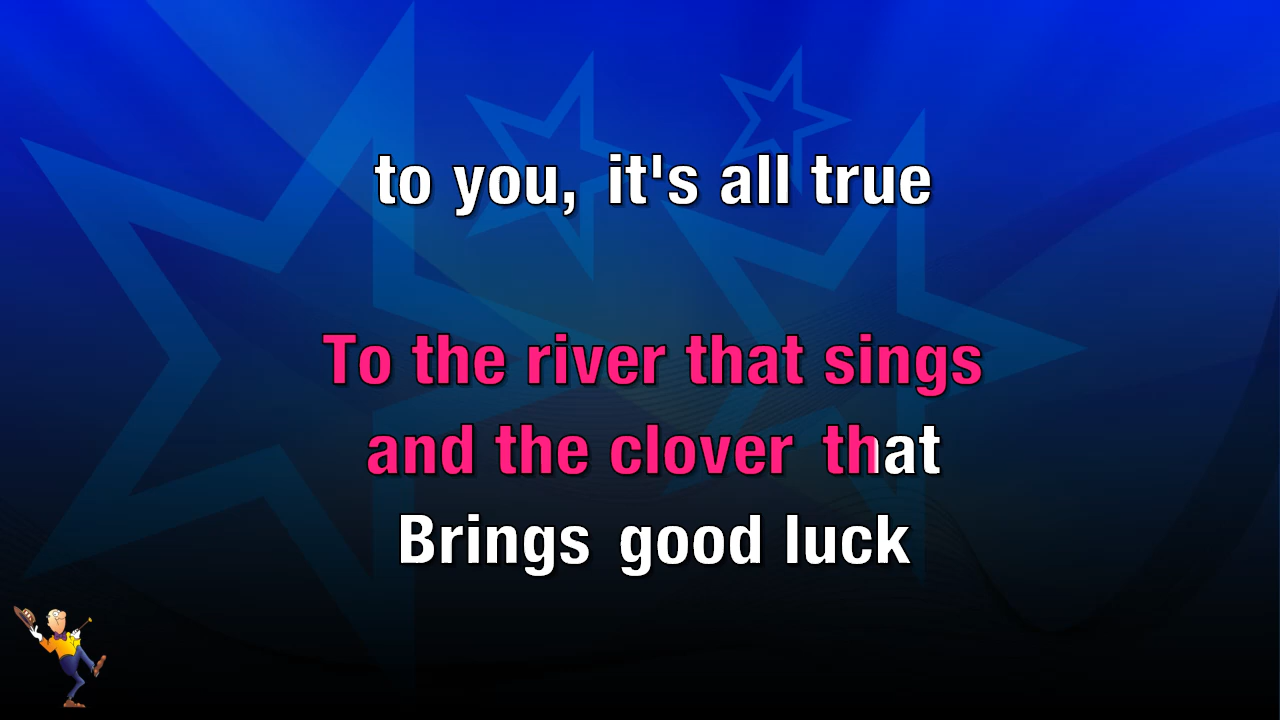 to you, it's all true
To the river that sings
and the clover that
Brings good luck